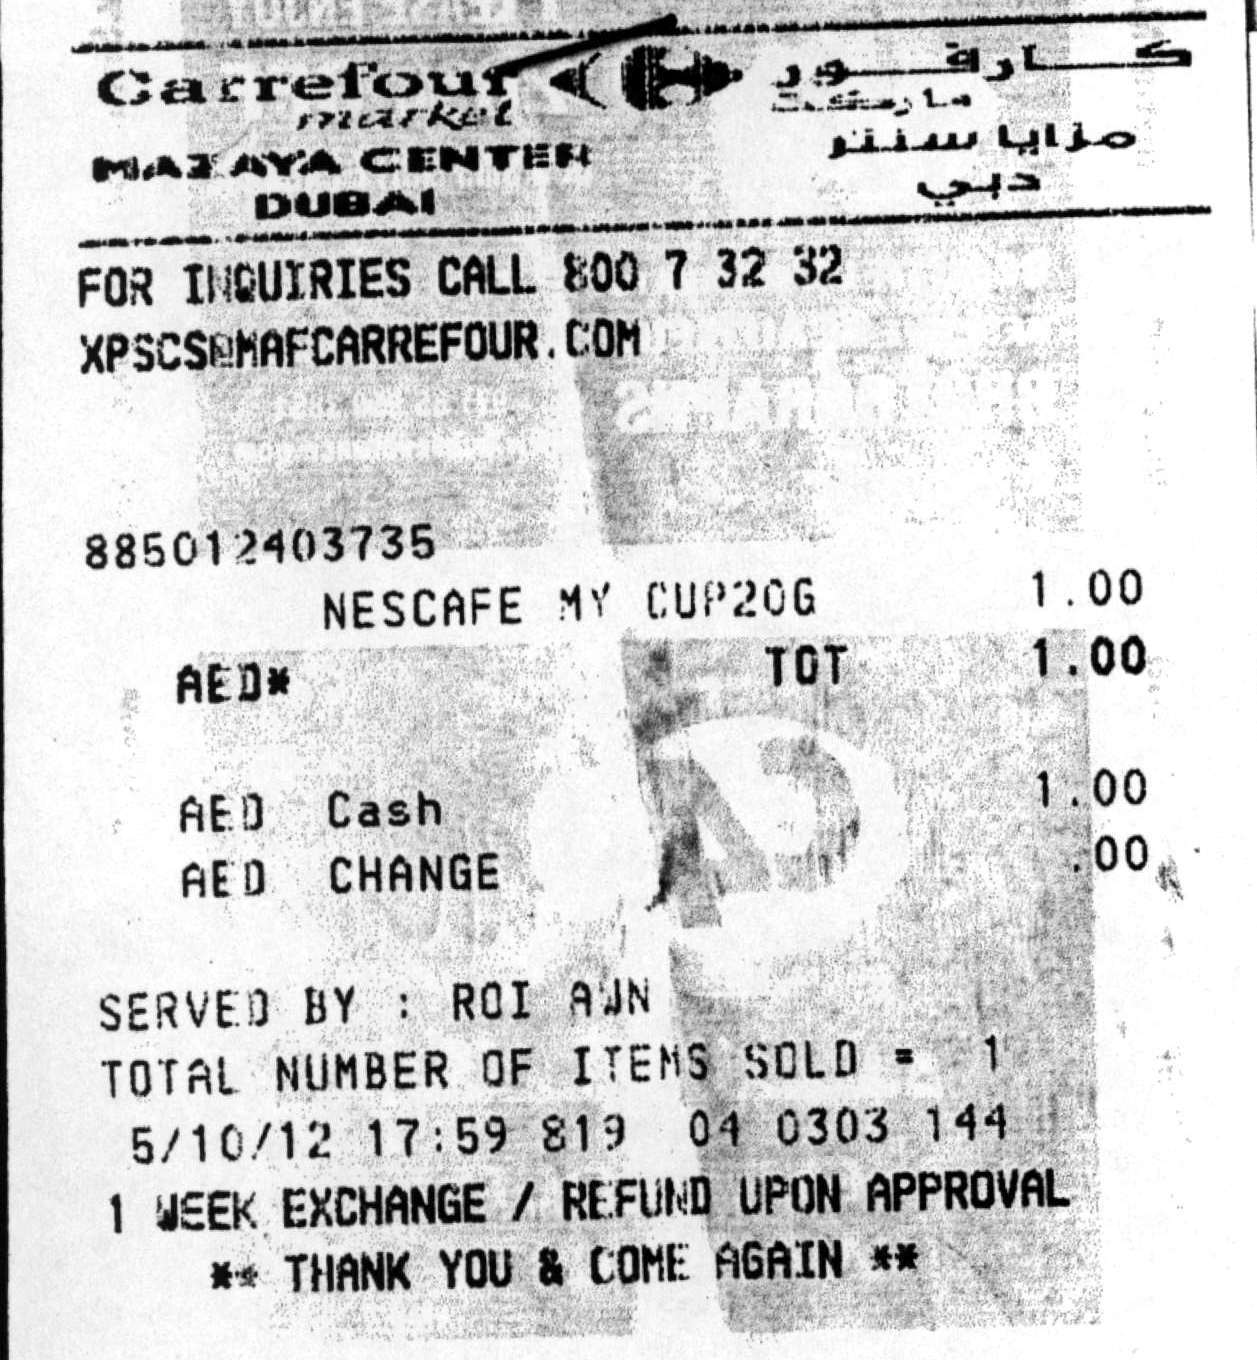 Carrefour كارفور
market ماركت
MAZAYA CENTER مزايا سنتر
DUBAI دبي
FOR INQUIRIES CALL 800 7 32 32
XPSCS@MAFCARREFOUR.COM
885012403735
NESCAFE MY CUP20G 1.00
AED* TOT 1.00
AED Cash 1.00
AED CHANGE .00
SERVED BY : ROI AWN
TOTAL NUMBER OF ITEMS SOLD = 1
5/10/12 17:59 819 04 0303 144
1 WEEK EXCHANGE / REFUND UPON APPROVAL
** THANK YOU & COME AGAIN **